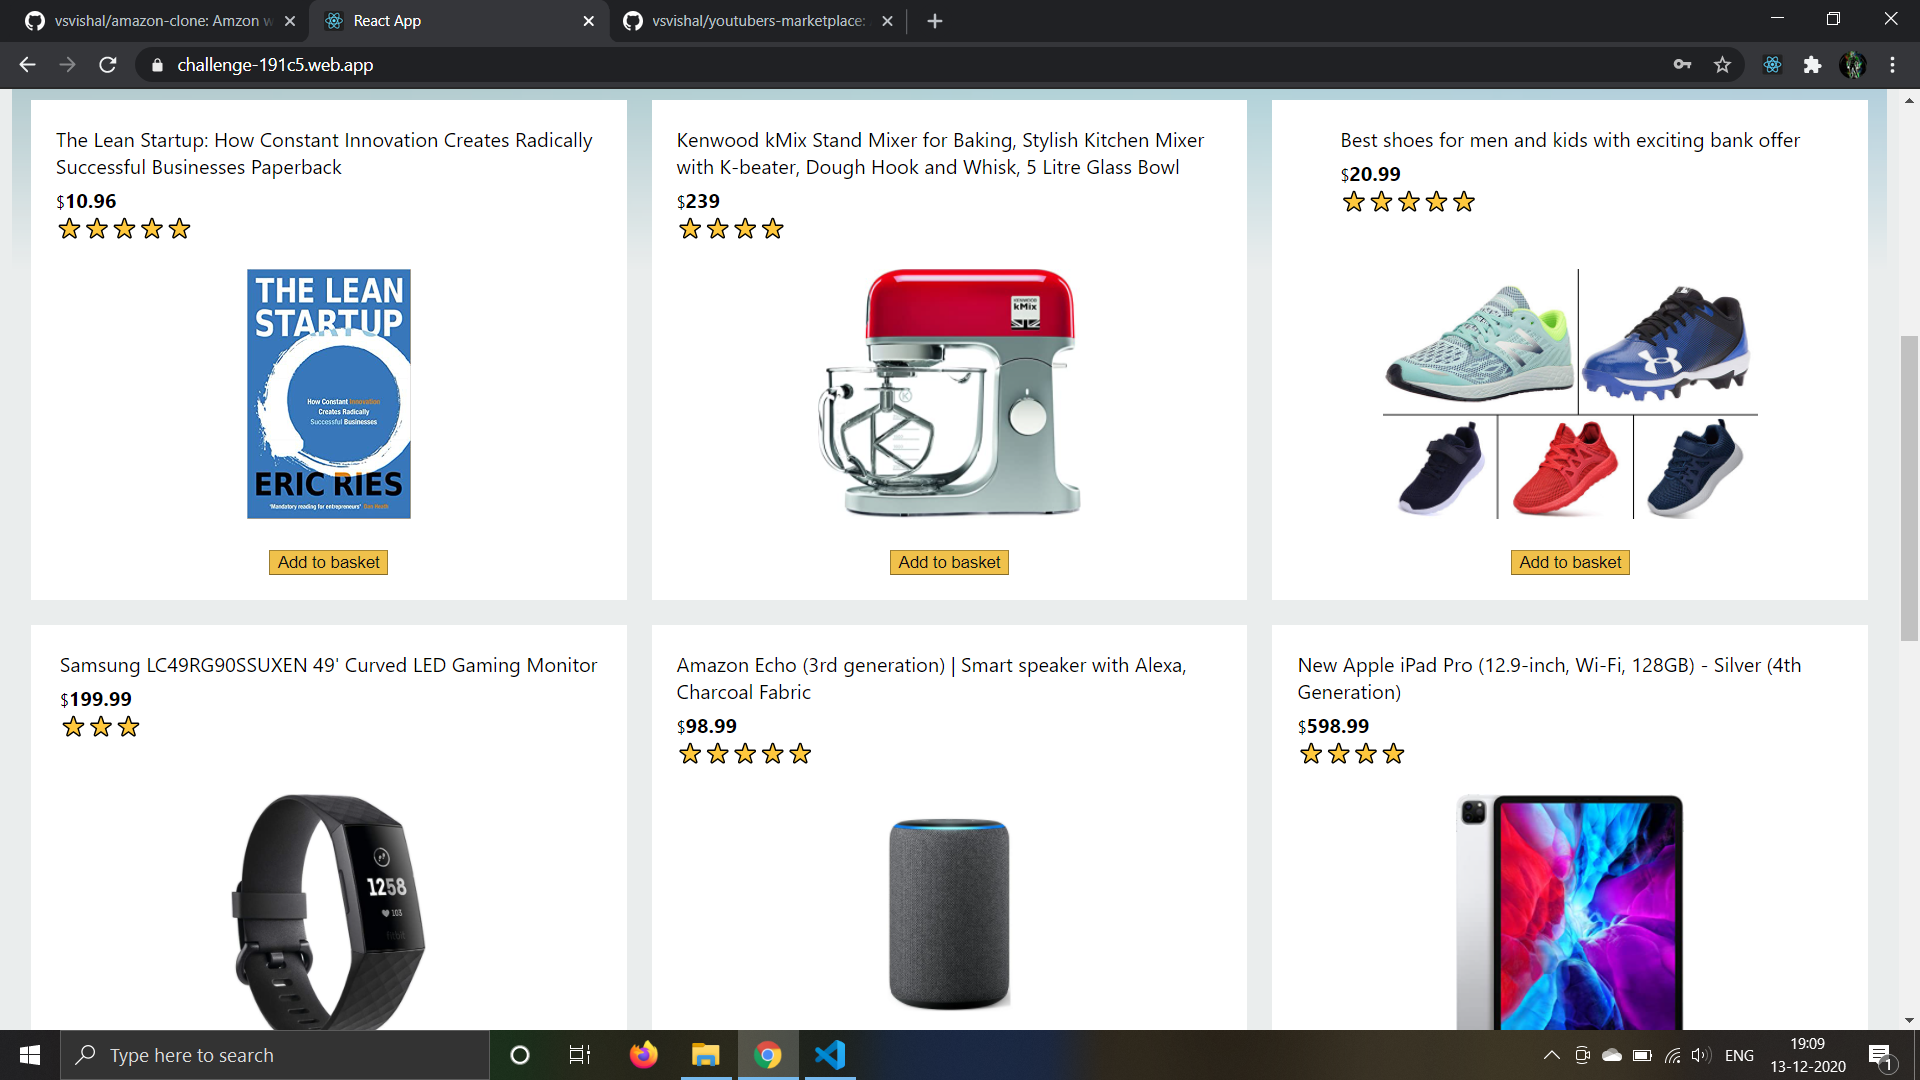 vsvishal/amazon-clone: Amzon w
React App
vsvishal/youtubers-marketplace:
challenge-191c5.web.app
The Lean Startup: How Constant Innovation Creates Radically
Successful Businesses Paperback
$10.96
THE LEAN
STARTUP
How Constant Innovation
Creates Radically
Successful Businesses
ERIC RIES
'Mandatory reading for entrepreneurs' Dan Heath
Add to basket
Kenwood kMix Stand Mixer for Baking, Stylish Kitchen Mixer
with K-beater, Dough Hook and Whisk, 5 Litre Glass Bowl
$239
KENWOOD
kMix
K
Add to basket
Best shoes for men and kids with exciting bank offer
$20.99
Add to basket
Samsung LC49RG90SSUXEN 49' Curved LED Gaming Monitor
$199.99
1258
103
fitbit
Amazon Echo (3rd generation) | Smart speaker with Alexa,
Charcoal Fabric
$98.99
New Apple iPad Pro (12.9-inch, Wi-Fi, 128GB) - Silver (4th
Generation)
$598.99
Type here to search
ENG
19:09
13-12-2020
1